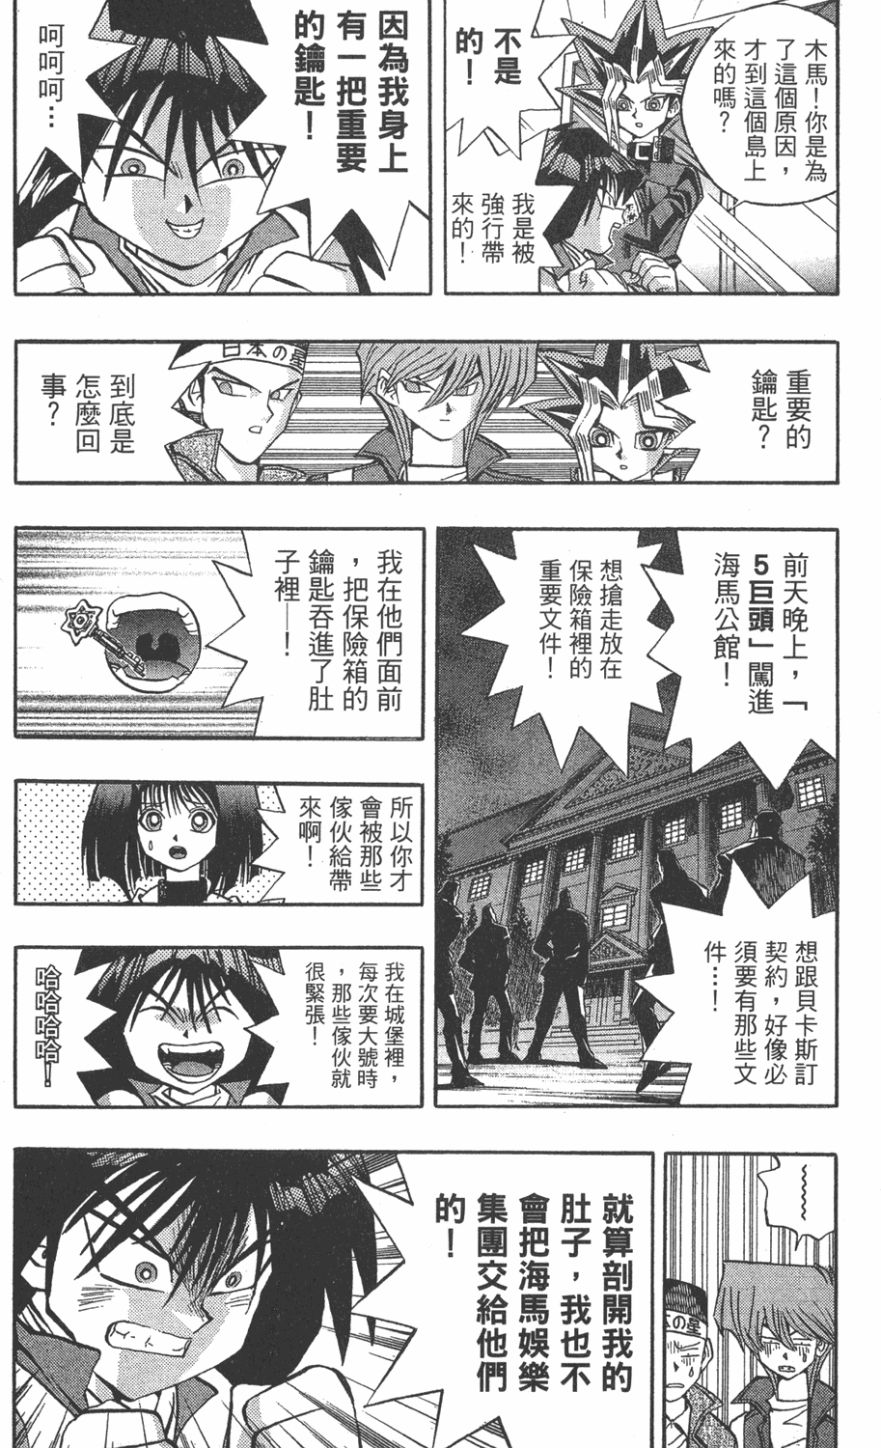 木馬！你是為
了這個原因，
才到這個島上
來的嗎？
不是
的！
我是被
強行帶
來的！
因為我身上
有一把重要
的鑰匙！
呵呵呵…
重要的
鑰匙？
日本の星
到底是
怎麼回
事？
前天晚上，「
5巨頭」闖進
海馬公館！
想搶走放在
保險箱裡的
重要文件！
想跟貝卡斯訂
契約，好像必
須要有那些文
件…！
我在他們面前
，把保險箱的
鑰匙吞進了肚
子裡—！
所以你才
會被那些
傢伙給帶
來啊！
我在城堡裡，
每次要大號時
，那些傢伙就
很緊張！
哈哈哈哈！
本の星
就算剖開我的
肚子，我也不
會把海馬娛樂
集團交給他們
的！